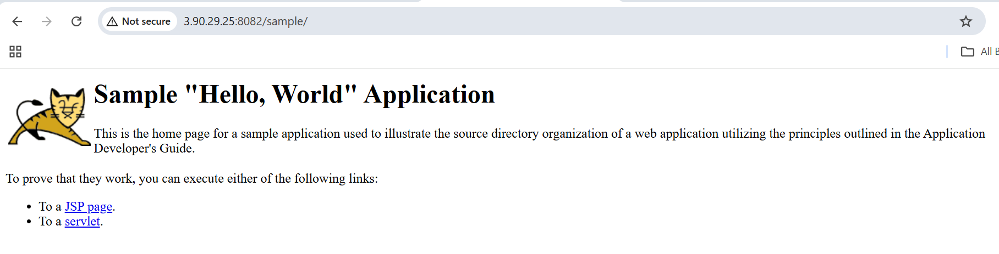 Not secure 3.90.29.25:8082/sample/
All B
Sample "Hello, World" Application
This is the home page for a sample application used to illustrate the source directory organization of a web application utilizing the principles outlined in the Application
Developer's Guide.
To prove that they work, you can execute either of the following links:
• To a JSP page.
• To a servlet.